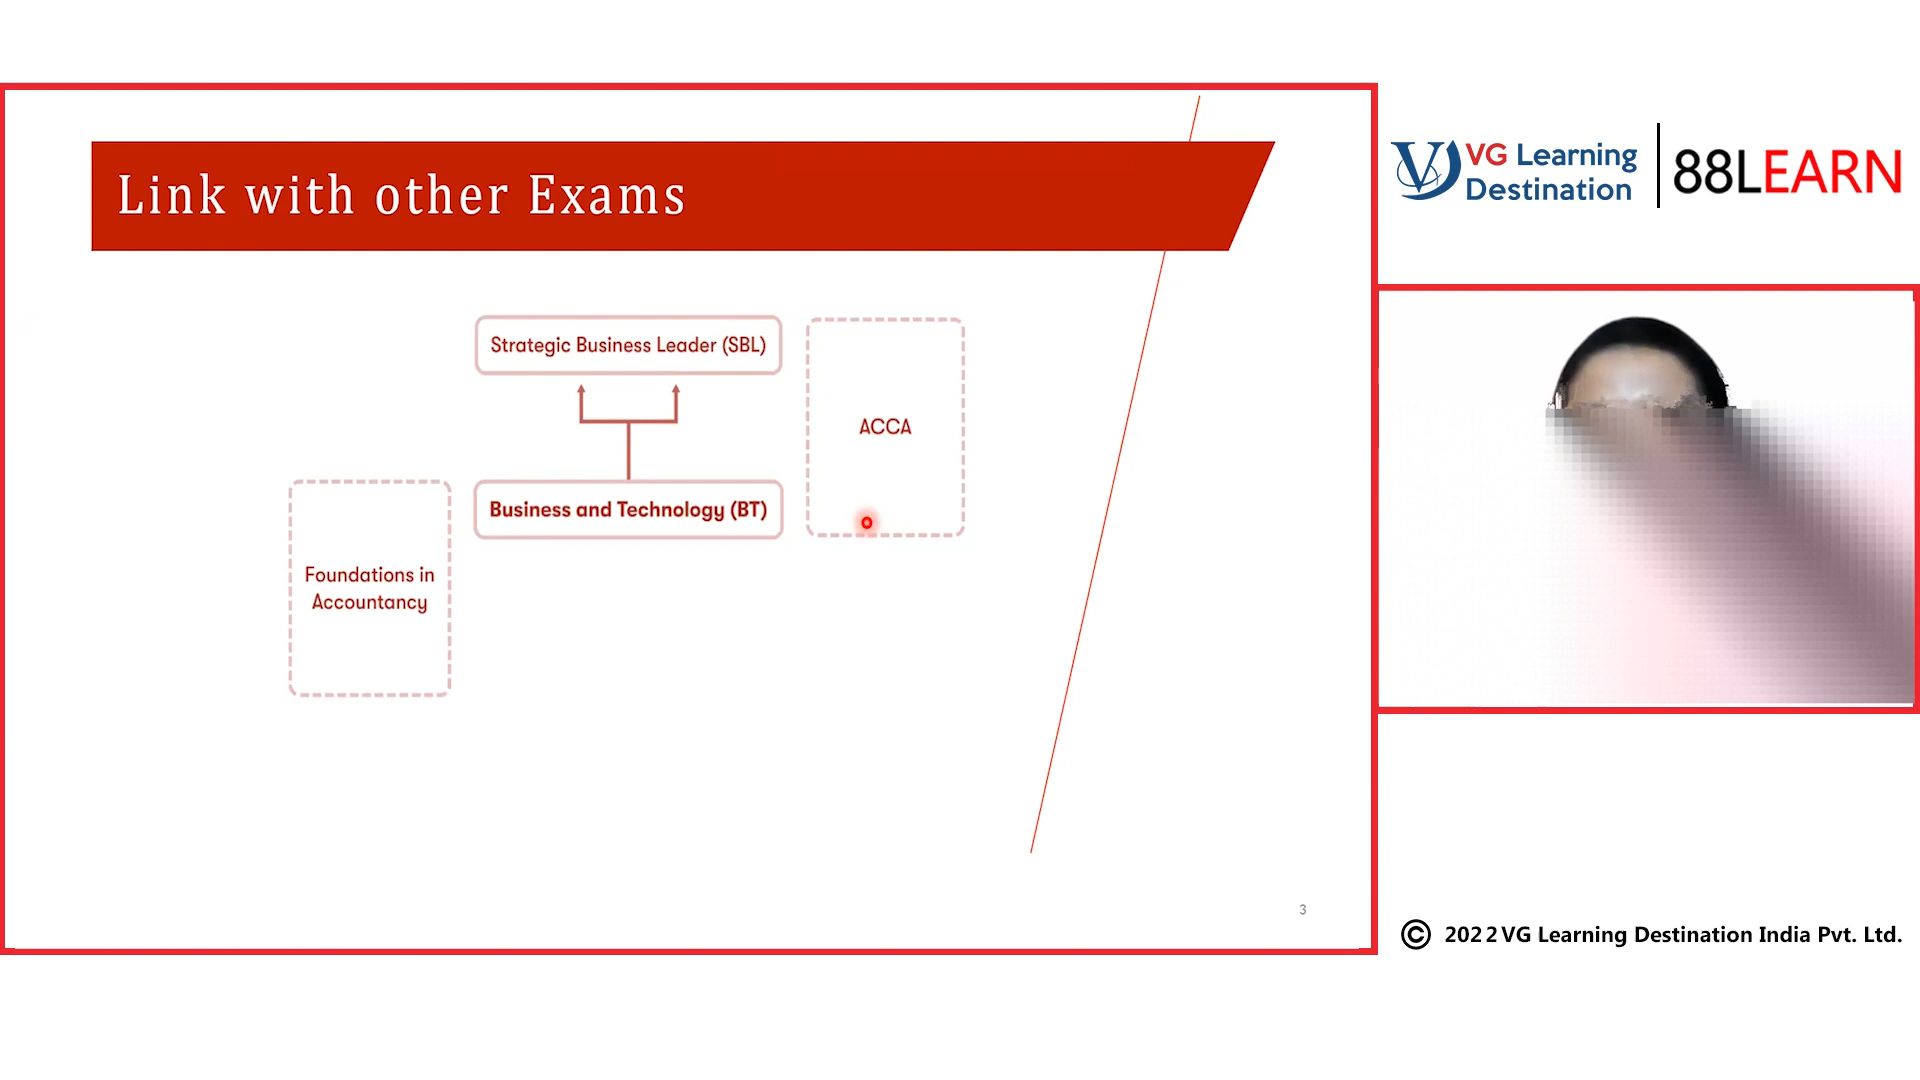 Link with other Exams
Strategic Business Leader (SBL)
ACCA
Business and Technology (BT)
Foundations in
Accountancy
3
VG Learning
Destination
88LEARN
© 2022 VG Learning Destination India Pvt. Ltd.